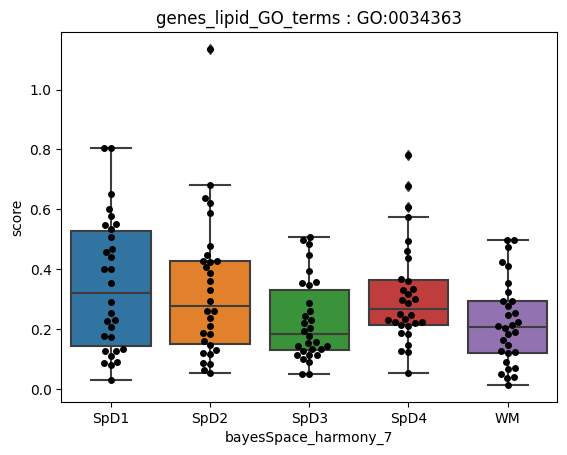 genes_lipid_GO_terms : GO:0034363
1.0
0.8
0.6
0.4
0.2
0.0
score
SpD1 SpD2 SpD3 SpD4 WM
bayesSpace_harmony_7